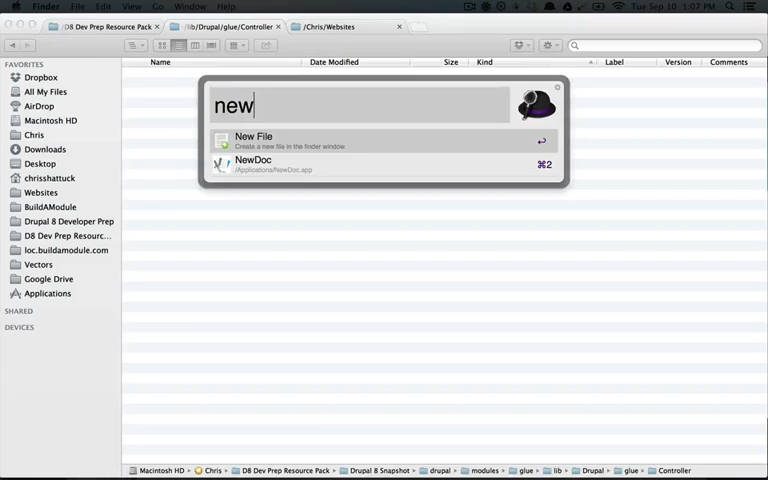 Finder File Edit View Go Window Help
Tue Sep 10 1:07 PM
D8 Dev Prep Resource Pack
/lib/Drupal/glue/Controller
/Chris/Websites
Name Date Modified Size Kind Label Version Comments
FAVORITES
Dropbox
All My Files
AirDrop
Macintosh HD
Chris
Downloads
Desktop
chrisshattuck
Websites
BuildAModule
Drupal 8 Developer Prep
D8 Dev Prep Resourc...
loc.buildamodule.com
Vectors
Google Drive
Applications
SHARED
DEVICES
new
New File
Create a new file in the finder window.
NewDoc
/Applications/NewDoc.app
⌘2
Macintosh HD Chris D8 Dev Prep Resource Pack Drupal 8 Snapshot drupal modules glue lib Drupal glue Controller